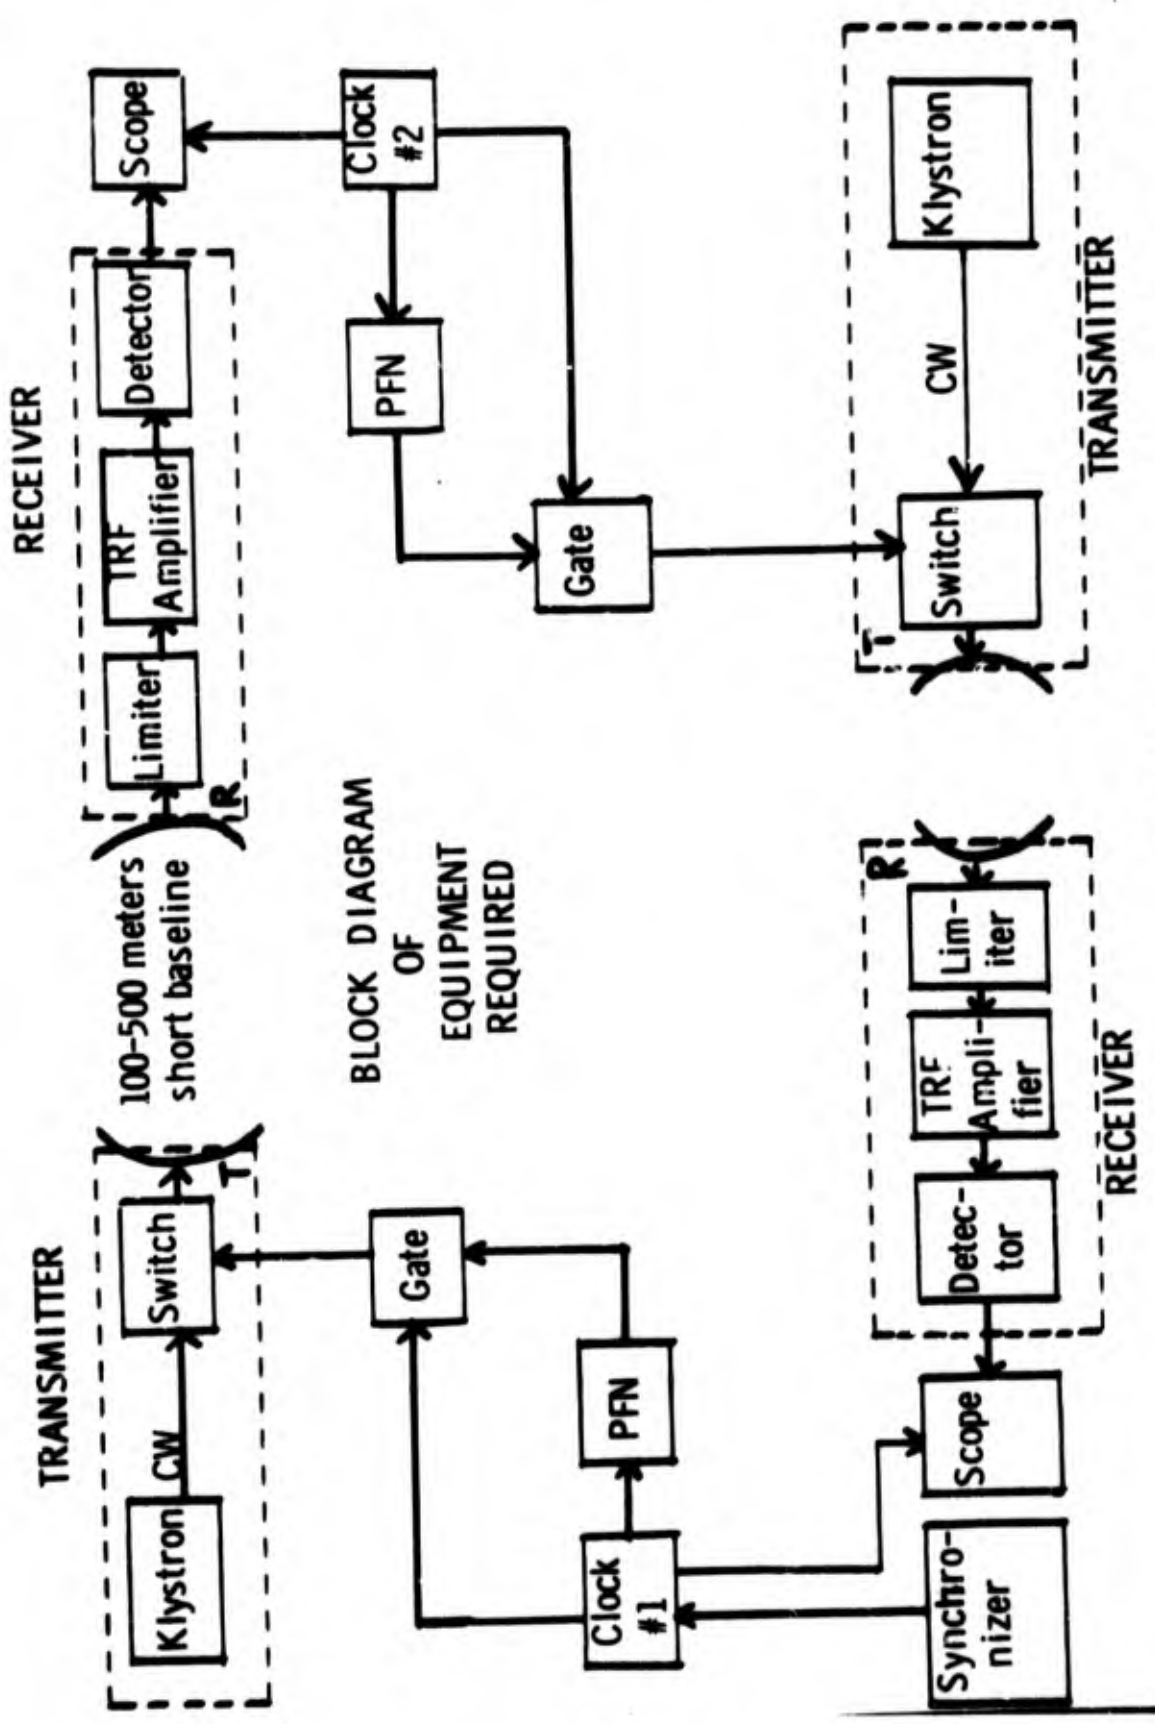 TRANSMITTER
Klystron
CW
Switch
T
100-500 meters
short baseline
RECEIVER
R
Limiter
TRF
Amplifier
Detector
Scope
Gate
PFN
Clock
#1
BLOCK DIAGRAM
OF
EQUIPMENT
REQUIRED
Clock
#2
PFN
Gate
Synchro-
nizer
Scope
Detec-
tor
TRF
Ampli-
fier
Lim-
iter
R
RECEIVER
T
Switch
CW
Klystron
TRANSMITTER